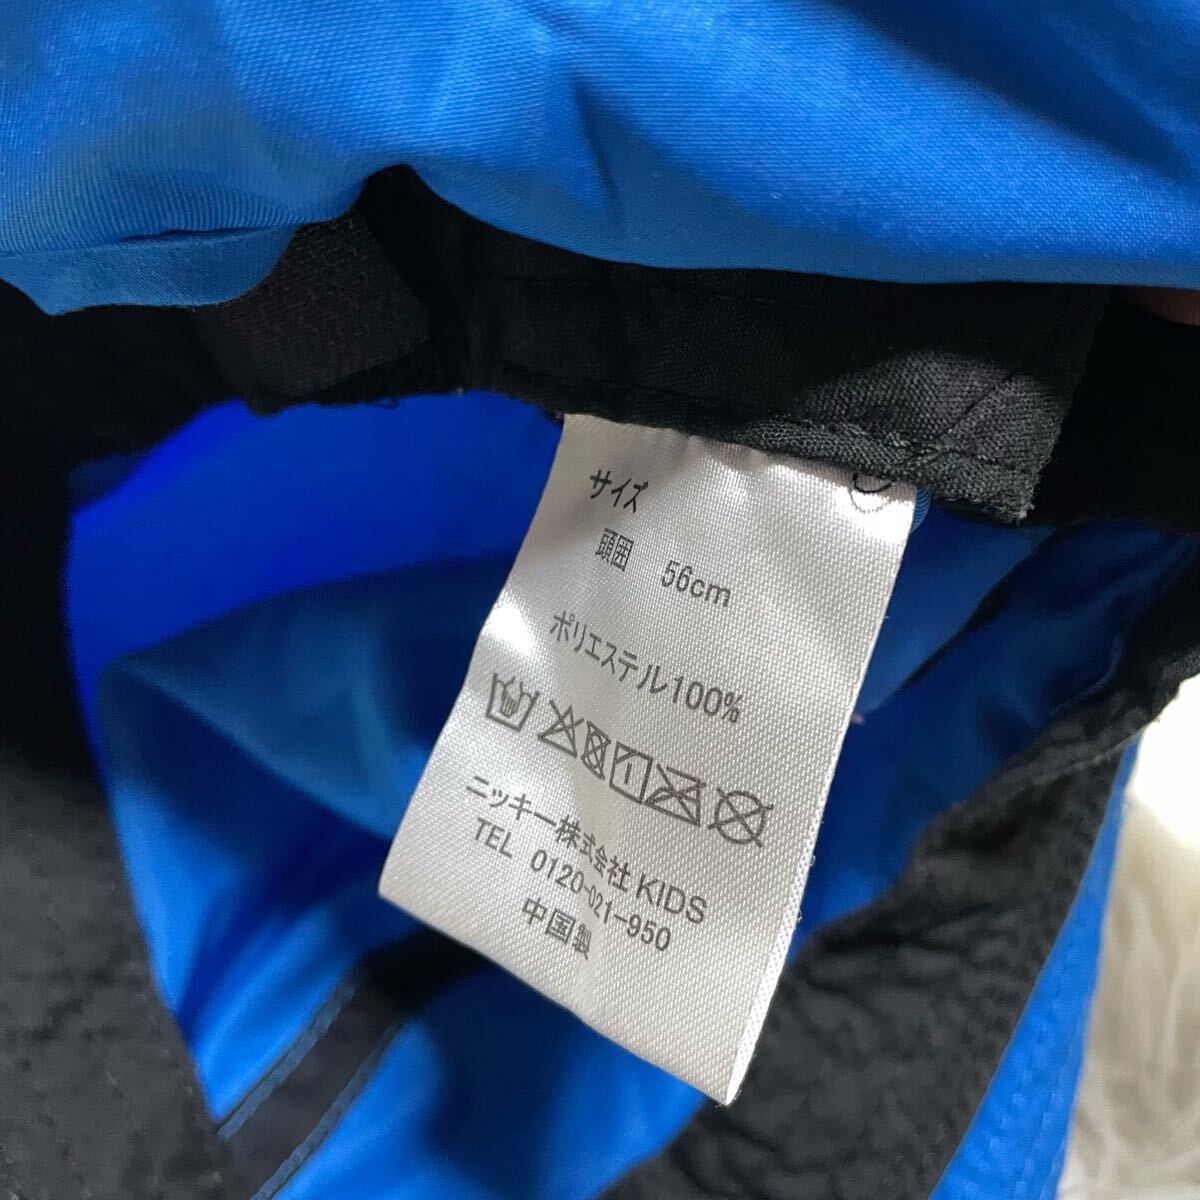 サイズ
頭囲 56cm
ポリエステル100%
ニッキー株式会社 KIDS
TEL 0120-021-950
中国製